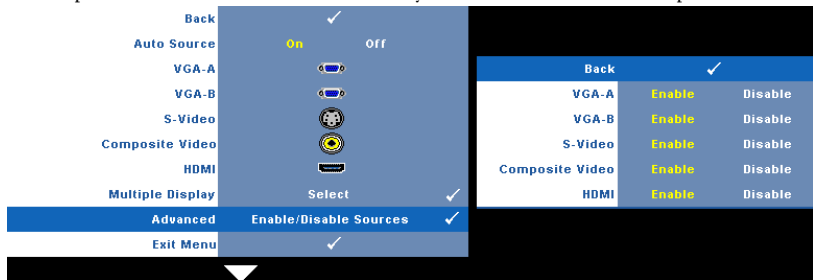 Back
Auto Source On Off
VGA-A
VGA-B
S-Video
Composite Video
HDMI
Multiple Display Select
Advanced Enable/Disable Sources
Exit Menu
Back
VGA-A Enable Disable
VGA-B Enable Disable
S-Video Enable Disable
Composite Video Enable Disable
HDMI Enable Disable